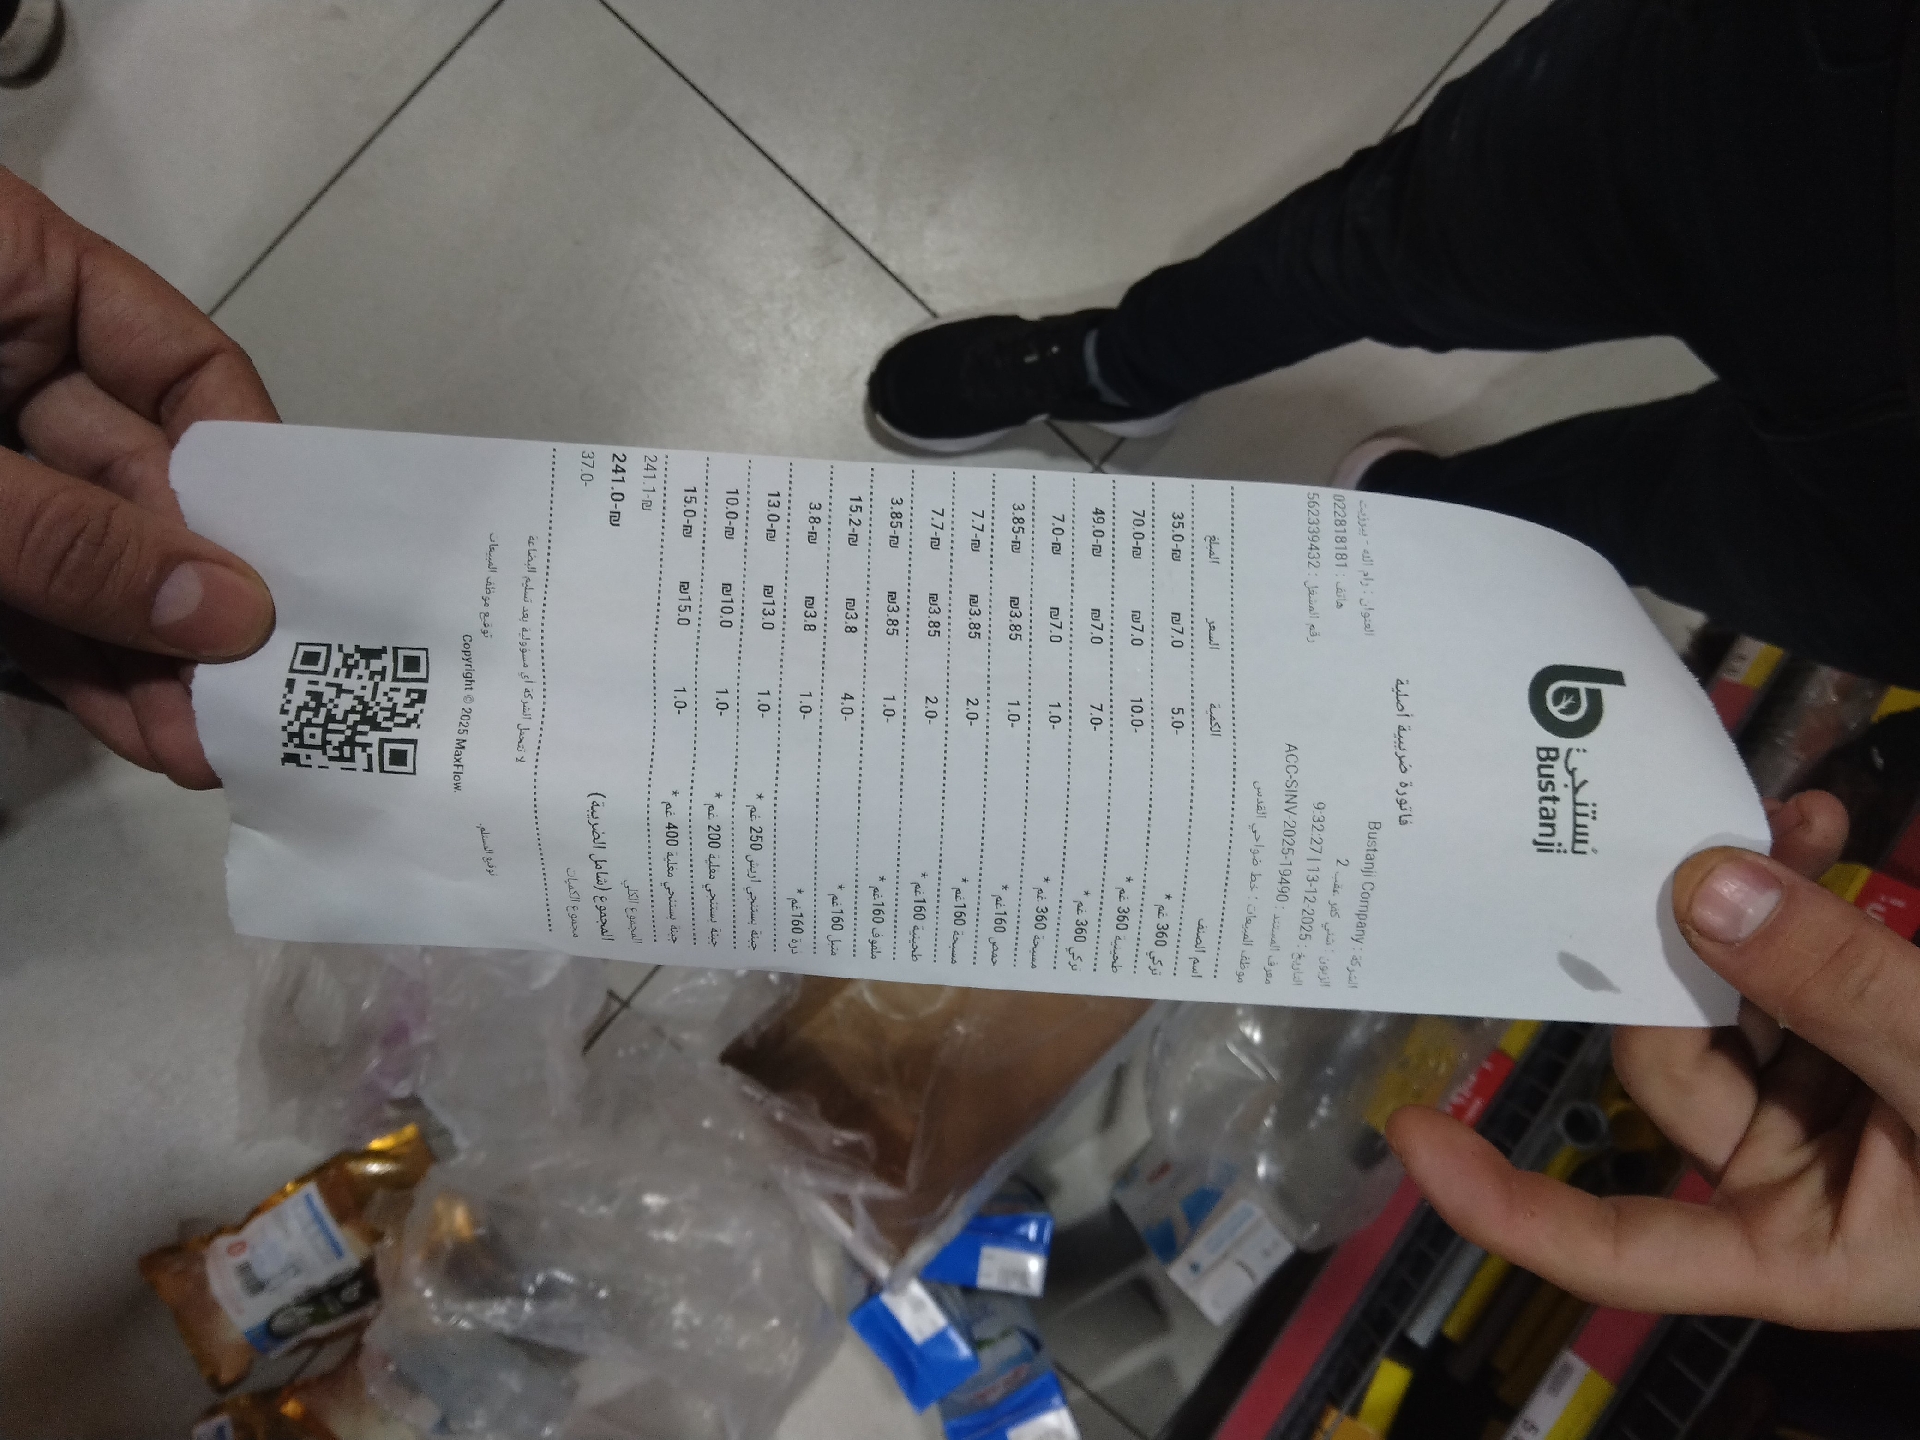 بُستنجي
Bustanji
فاتورة ضريبية أصلية
العنوان : رام الله - بيرزيت
هاتف : 022818181
رقم المشغل : 562339432
الشركة : Bustanji Company
الزبون : شني كفر عقب 2
التاريخ : 2025-12-13 | 9:32:27
معرف المستند : ACC-SINV-2025-19490
موظف المبيعات : خط ضواحي القدس
اسم الصنف الكمية السعر المبلغ
تركي 360 غم * 5.0- ₪7.0 35.0-₪
طحينية 360 غم * 10.0- ₪7.0 70.0-₪
تركي 360 غم * 7.0- ₪7.0 49.0-₪
مسبحة 360 غم * 1.0- ₪7.0 7.0-₪
حمص 160غم * 1.0- ₪3.85 3.85-₪
مسبحة 160غم * 2.0- ₪3.85 7.7-₪
طحينية 160غم * 2.0- ₪3.85 7.7-₪
ملفوف 160غم * 1.0- ₪3.85 3.85-₪
متبل 160غم * 4.0- ₪3.8 15.2-₪
ذرة 160غم * 1.0- ₪3.8 3.8-₪
جبنة بستنجي اريش 250 غم * 1.0- ₪13.0 13.0-₪
جبنة بستنجي مغلية 200 غم * 1.0- ₪10.0 10.0-₪
جبنة بستنجي مغلية 400 غم * 1.0- ₪15.0 15.0-₪
المجموع الكلي 241.1-₪
المجموع (شامل الضريبة) 241.0-₪
مجموع الكميات 37.0-
لا تتحمل الشركة أي مسؤولية بعد تسليم البضاعة
توقيع المستلم توقيع موظف المبيعات
Copyright © 2025 MaxFlow.